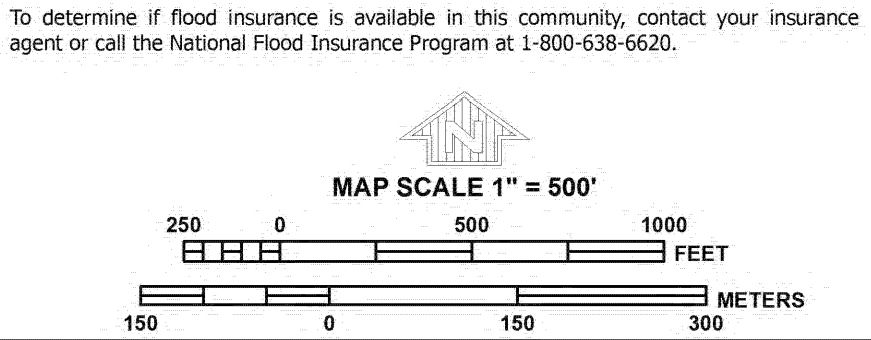 To determine if flood insurance is available in this community, contact your insurance
agent or call the National Flood Insurance Program at 1-800-638-6620.
N
MAP SCALE 1" = 500'
250 0 500 1000
FEET
METERS
150 0 150 300